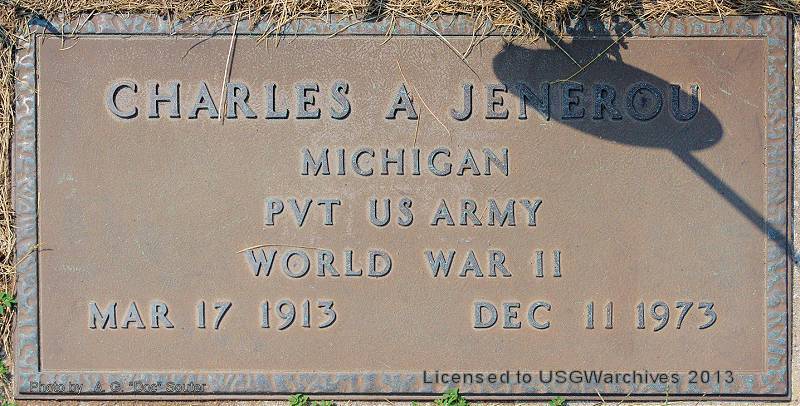 CHARLES A JENEROU
MICHIGAN
PVT US ARMY
WORLD WAR II
MAR 17 1913 DEC 11 1973
Photo by A. G. "Doc" Souter
Licensed to USGWarchives 2013